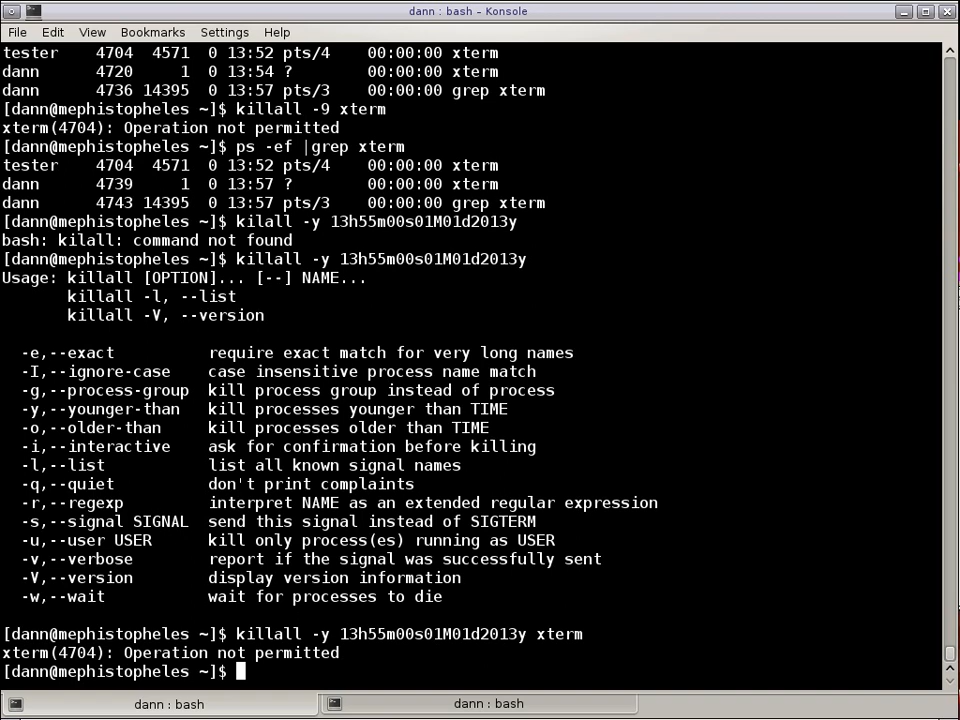 dann : bash - Konsole
File Edit View Bookmarks Settings Help
tester    4704  4571  0 13:52 pts/4    00:00:00 xterm
dann      4720     1  0 13:54 ?        00:00:00 xterm
dann      4736 14395  0 13:57 pts/3    00:00:00 grep xterm
[dann@mephistopheles ~]$ killall -9 xterm
xterm(4704): Operation not permitted
[dann@mephistopheles ~]$ ps -ef |grep xterm
tester    4704  4571  0 13:52 pts/4    00:00:00 xterm
dann      4739     1  0 13:57 ?        00:00:00 xterm
dann      4743 14395  0 13:57 pts/3    00:00:00 grep xterm
[dann@mephistopheles ~]$ kilall -y 13h55m00s01M01d2013y
bash: kilall: command not found
[dann@mephistopheles ~]$ killall -y 13h55m00s01M01d2013y
Usage: killall [OPTION]... [--] NAME...
       killall -l, --list
       killall -V, --version
  -e,--exact          require exact match for very long names
  -I,--ignore-case    case insensitive process name match
  -g,--process-group  kill process group instead of process
  -y,--younger-than   kill processes younger than TIME
  -o,--older-than     kill processes older than TIME
  -i,--interactive    ask for confirmation before killing
  -l,--list           list all known signal names
  -q,--quiet          don't print complaints
  -r,--regexp         interpret NAME as an extended regular expression
  -s,--signal SIGNAL  send this signal instead of SIGTERM
  -u,--user USER      kill only process(es) running as USER
  -v,--verbose        report if the signal was successfully sent
  -V,--version        display version information
  -w,--wait           wait for processes to die
[dann@mephistopheles ~]$ killall -y 13h55m00s01M01d2013y xterm
xterm(4704): Operation not permitted
[dann@mephistopheles ~]$
dann : bash dann : bash